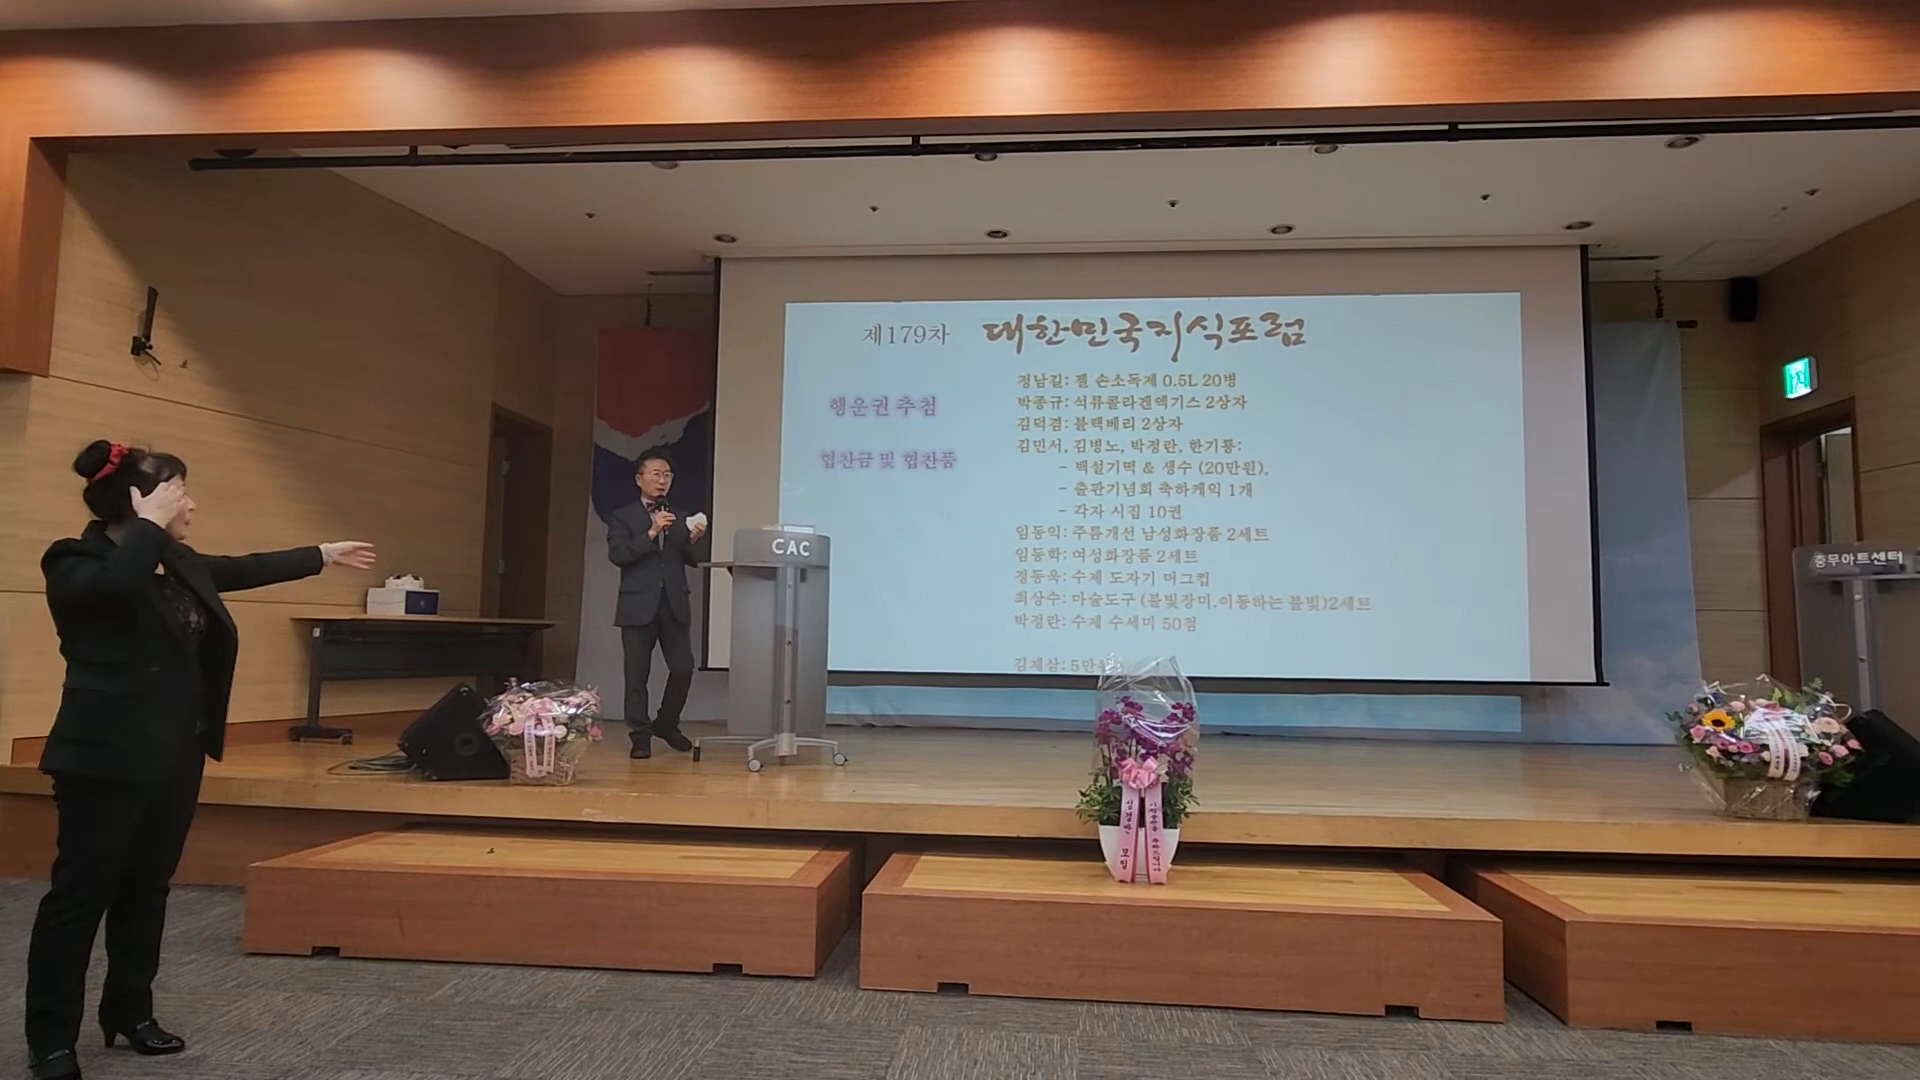 제179차 대한민국지식포럼
행운권 추첨
협찬금 및 협찬품
정남길: 젤 손소독제 0.5L 20병
박종규: 석류콜라겐엑기스 2상자
김덕겸: 블랙베리 2상자
김민서, 김병노, 박정란, 한기룡:
- 백설기떡 & 생수 (20만원),
- 출판기념회 축하케익 1개
- 각자 시집 10권
임동익: 주름개선 남성화장품 2세트
임동학: 여성화장품 2세트
정동욱: 수제 도자기 머그컵
최상수: 마술도구 (불빛장미,이동하는 불빛)2세트
박경란: 수제 수세미 50점
김제삼: 5만원
CAC
충무아트센터
모임